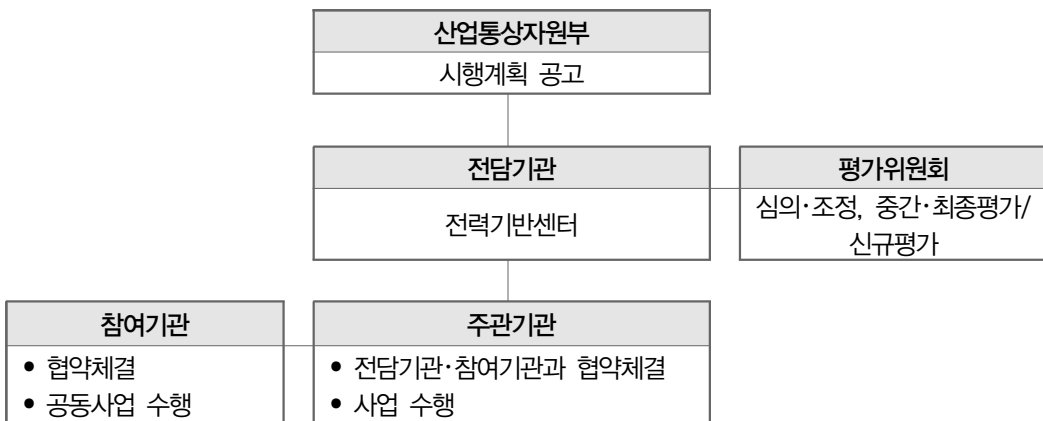 산업통상자원부
시행계획 공고
전담기관
전력기반센터
평가위원회
심의·조정, 중간·최종평가/
신규평가
참여기관
• 협약체결
• 공동사업 수행
주관기관
• 전담기관·참여기관과 협약체결
• 사업 수행